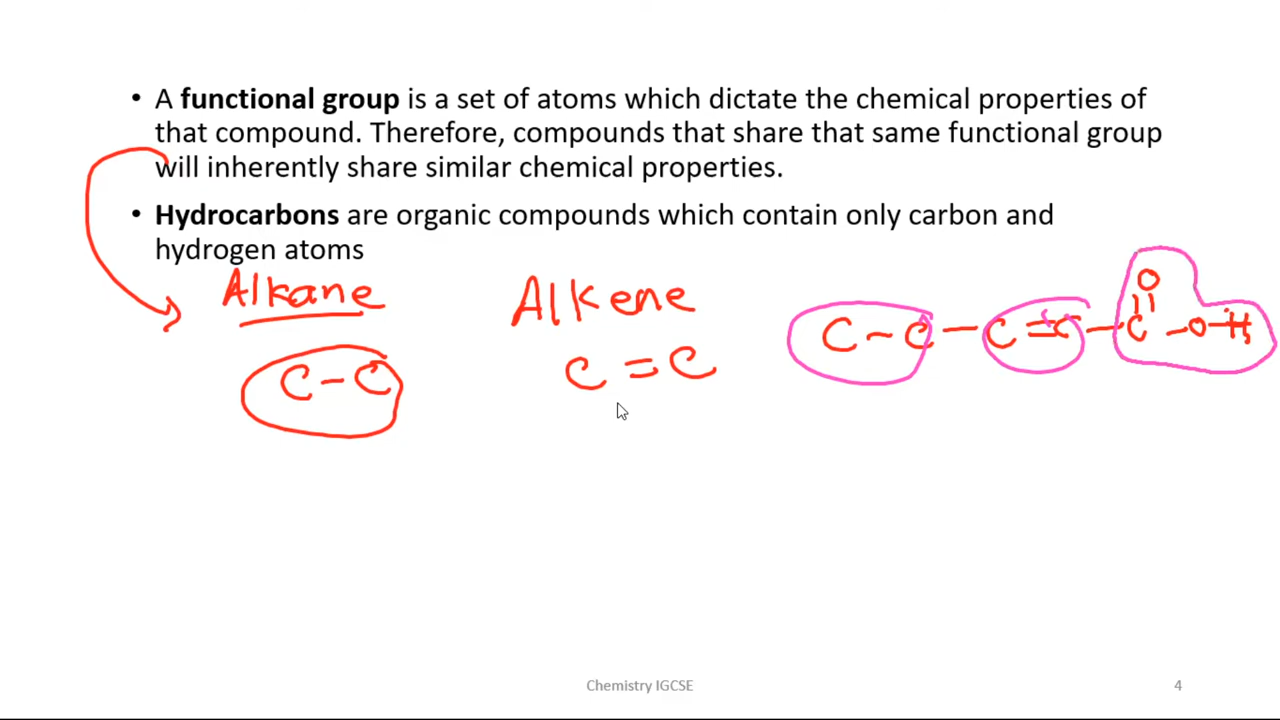 • A functional group is a set of atoms which dictate the chemical properties of
that compound. Therefore, compounds that share that same functional group
will inherently share similar chemical properties.
• Hydrocarbons are organic compounds which contain only carbon and
hydrogen atoms
Alkane
C-C
Alkene
C=C
O
||
C-C-C=C-C-O-H
Chemistry IGCSE
4